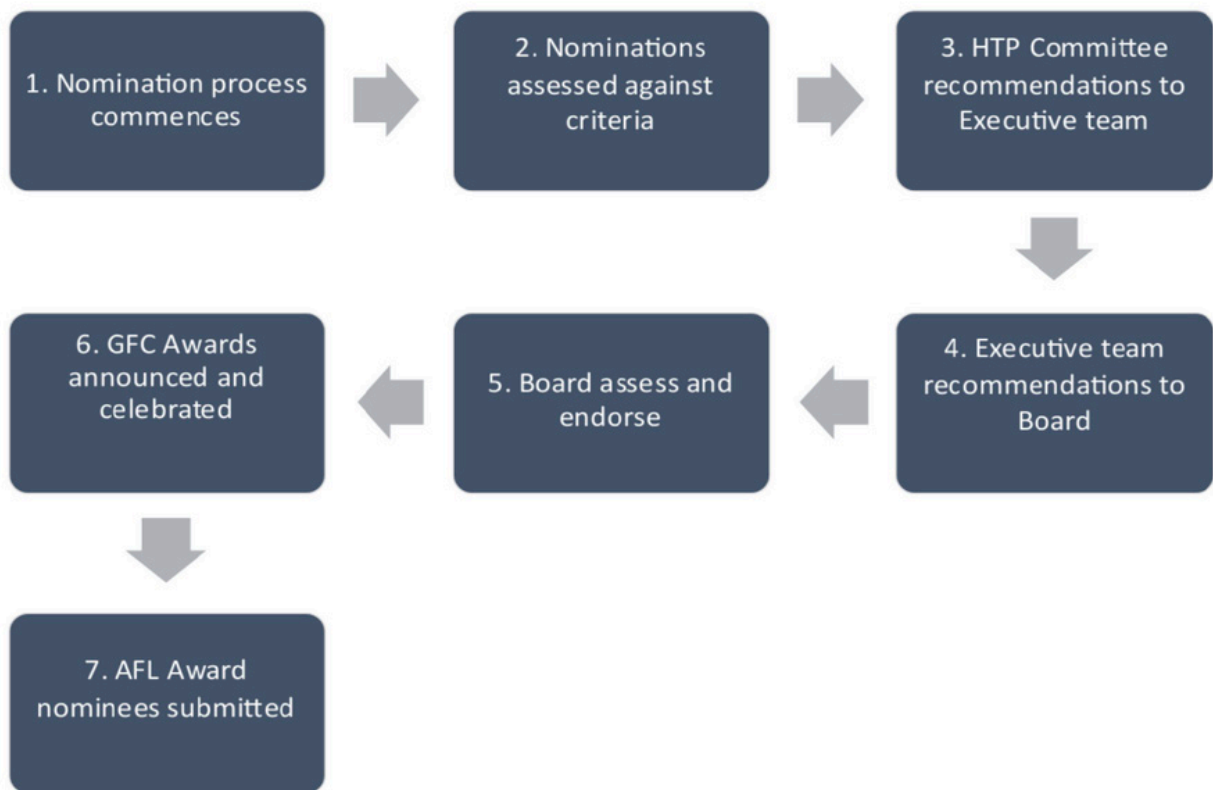 1. Nomination process
commences
2. Nominations
assessed against
criteria
3. HTP Committee
recommendations to
Executive team
4. Executive team
recommendations to
Board
5. Board assess and
endorse
6. GFC Awards
announced and
celebrated
7. AFL Award
nominees submitted